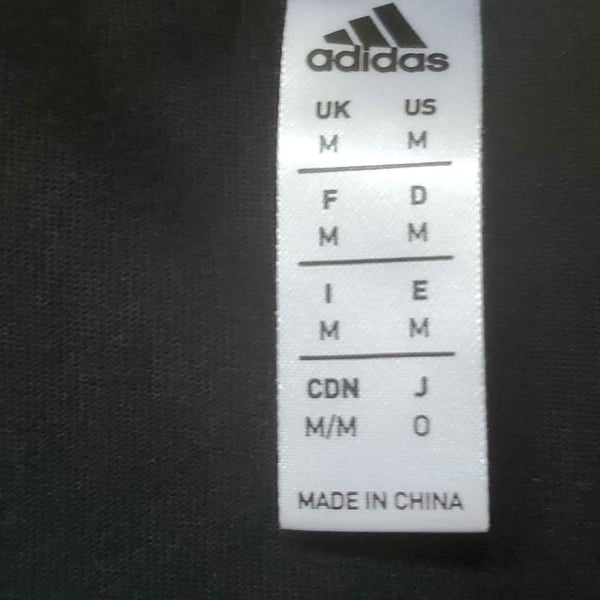 adidas
UK US
M M
F D
M M
I E
M M
CDN J
M/M O
MADE IN CHINA